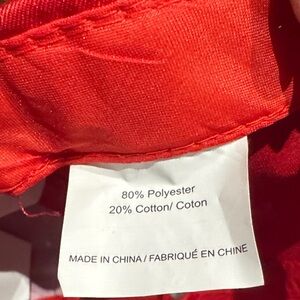 80% Polyester
20% Cotton/ Coton
MADE IN CHINA / FABRIQUÉ EN CHINE